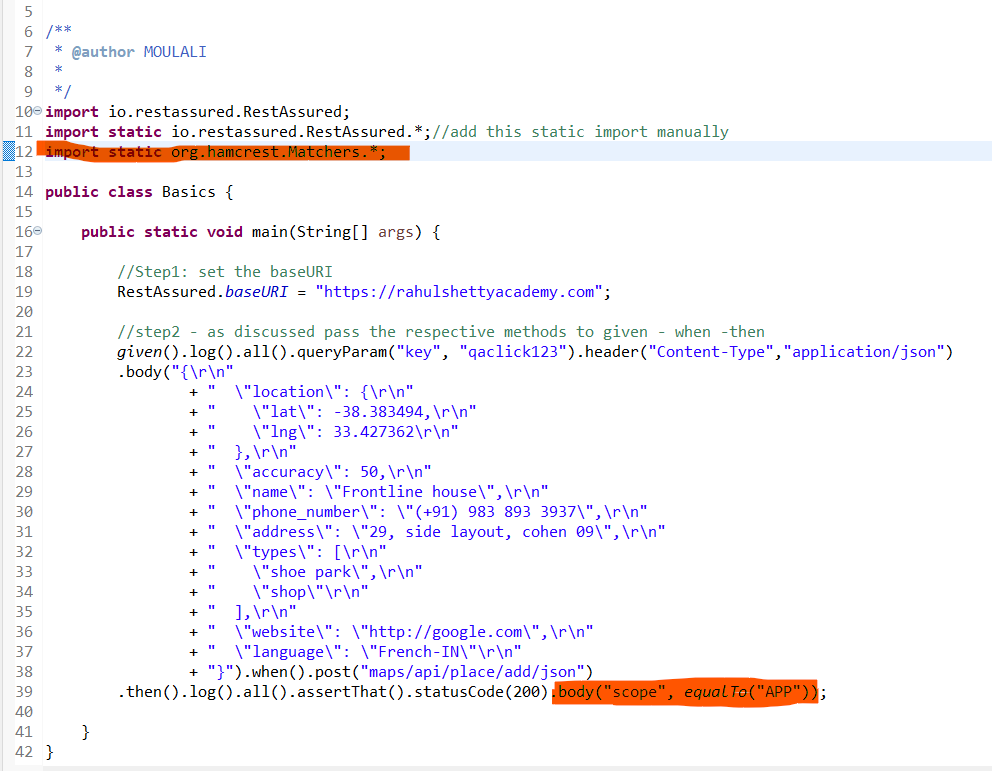 5
6 /**
7  * @author MOULALI
8  *
9  */
10 import io.restassured.RestAssured;
11 import static io.restassured.RestAssured.*;//add this static import manually
12 import static org.hamcrest.Matchers.*;
13
14 public class Basics {
15
16     public static void main(String[] args) {
17
18         //Step1: set the baseURI
19         RestAssured.baseURI = "https://rahulshettyacademy.com";
20
21         //step2 - as discussed pass the respective methods to given - when -then
22         given().log().all().queryParam("key", "qaclick123").header("Content-Type","application/json")
23         .body("{\r\n"
24                 + "  \"location\": {\r\n"
25                 + "    \"lat\": -38.383494,\r\n"
26                 + "    \"lng\": 33.427362\r\n"
27                 + "  },\r\n"
28                 + "  \"accuracy\": 50,\r\n"
29                 + "  \"name\": \"Frontline house\",\r\n"
30                 + "  \"phone_number\": \"(+91) 983 893 3937\",\r\n"
31                 + "  \"address\": \"29, side layout, cohen 09\",\r\n"
32                 + "  \"types\": [\r\n"
33                 + "    \"shoe park\",\r\n"
34                 + "    \"shop\"\r\n"
35                 + "  ],\r\n"
36                 + "  \"website\": \"http://google.com\",\r\n"
37                 + "  \"language\": \"French-IN\"\r\n"
38                 + "}").when().post("maps/api/place/add/json")
39         .then().log().all().assertThat().statusCode(200).body("scope", equalTo("APP"));
40
41     }
42 }